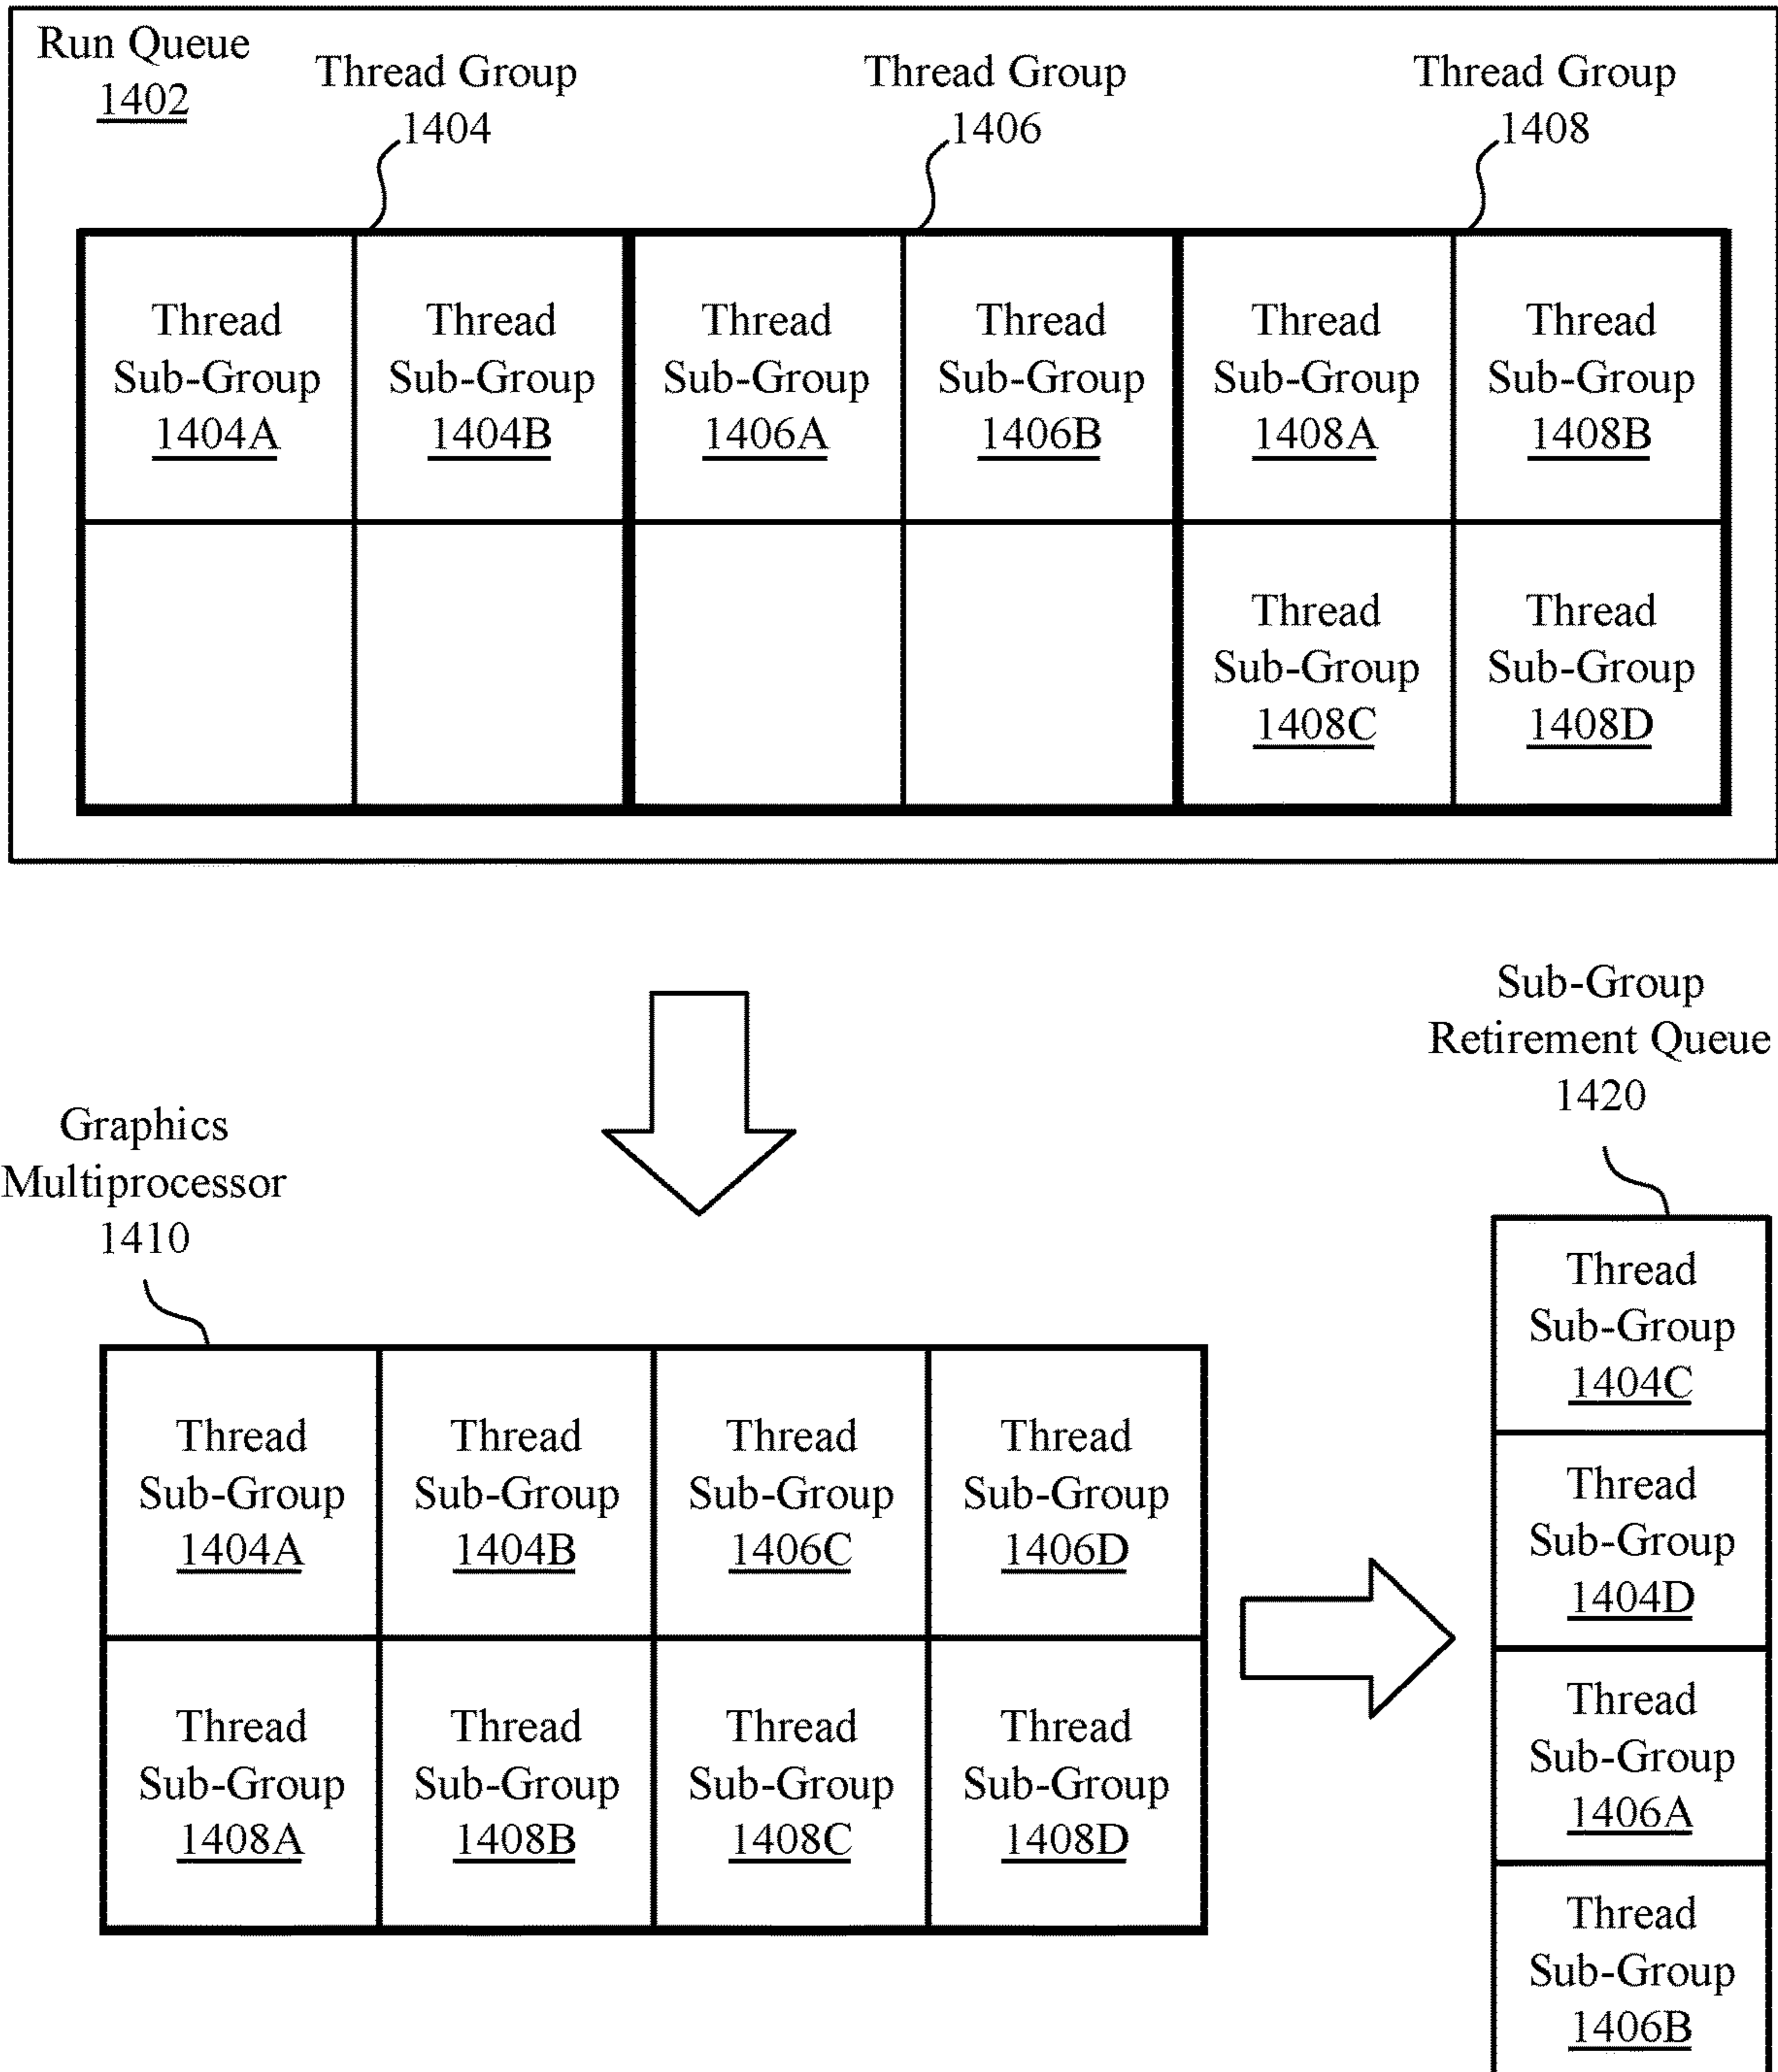 Run Queue
1402
Thread Group
1404
Thread Group
1406
Thread Group
1408
Thread
Sub-Group
1404A
Thread
Sub-Group
1404B
Thread
Sub-Group
1406A
Thread
Sub-Group
1406B
Thread
Sub-Group
1408A
Thread
Sub-Group
1408B
Thread
Sub-Group
1408C
Thread
Sub-Group
1408D
Graphics
Multiprocessor
1410
Thread
Sub-Group
1404A
Thread
Sub-Group
1404B
Thread
Sub-Group
1406C
Thread
Sub-Group
1406D
Thread
Sub-Group
1408A
Thread
Sub-Group
1408B
Thread
Sub-Group
1408C
Thread
Sub-Group
1408D
Sub-Group
Retirement Queue
1420
Thread
Sub-Group
1404C
Thread
Sub-Group
1404D
Thread
Sub-Group
1406A
Thread
Sub-Group
1406B